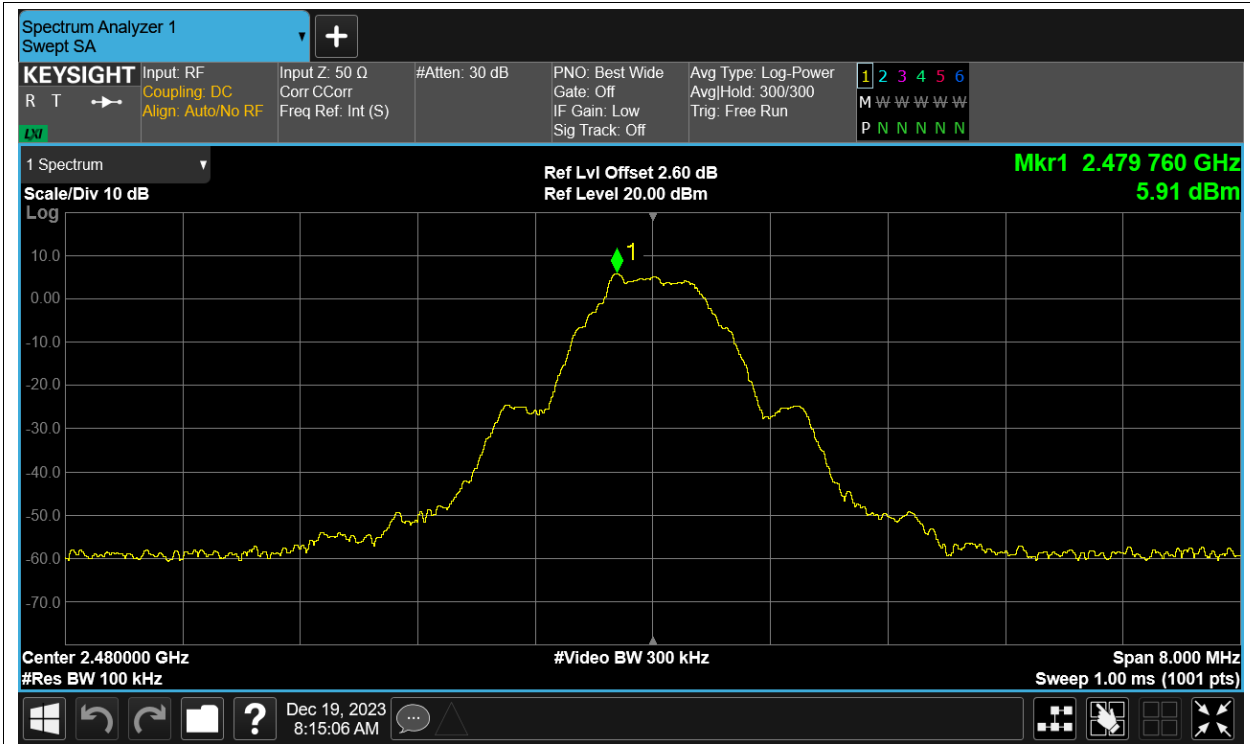 Spectrum Analyzer 1
Swept SA
+
KEYSIGHT
R T
LXI
Input: RF
Coupling: DC
Align: Auto/No RF
Input Z: 50 Ω
Corr CCorr
Freq Ref: Int (S)
#Atten: 30 dB
PNO: Best Wide
Gate: Off
IF Gain: Low
Sig Track: Off
Avg Type: Log-Power
Avg|Hold: 300/300
Trig: Free Run
1 2 3 4 5 6
M W W W W W
P N N N N N
1 Spectrum
Scale/Div 10 dB
Log
Ref Lvl Offset 2.60 dB
Ref Level 20.00 dBm
Mkr1 2.479 760 GHz
5.91 dBm
1
10.0
0.00
-10.0
-20.0
-30.0
-40.0
-50.0
-60.0
-70.0
Center 2.480000 GHz
#Res BW 100 kHz
#Video BW 300 kHz
Span 8.000 MHz
Sweep 1.00 ms (1001 pts)
?
Dec 19, 2023
8:15:06 AM